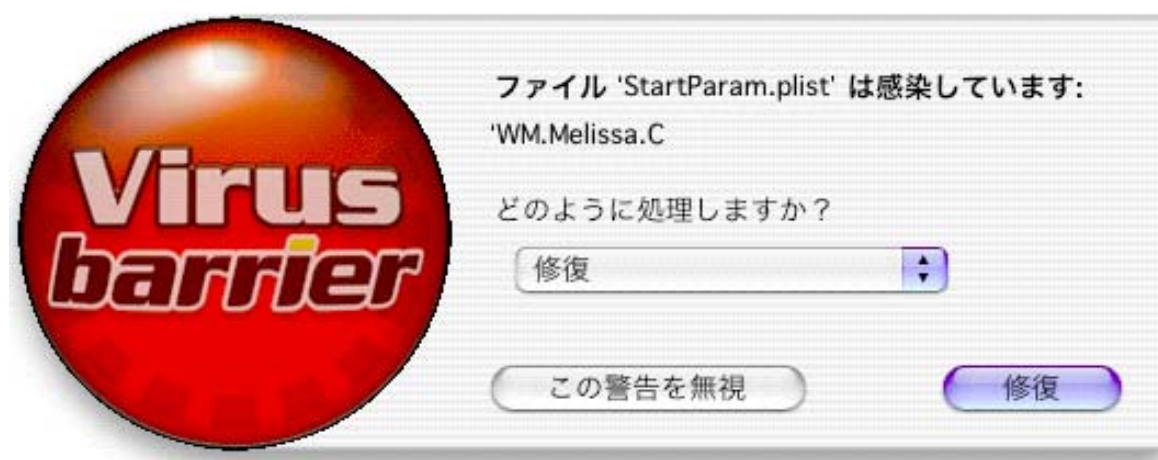 Virus
barrier
ファイル 'StartParam.plist' は感染しています:
'WM.Melissa.C
どのように処理しますか？
修復
この警告を無視
修復